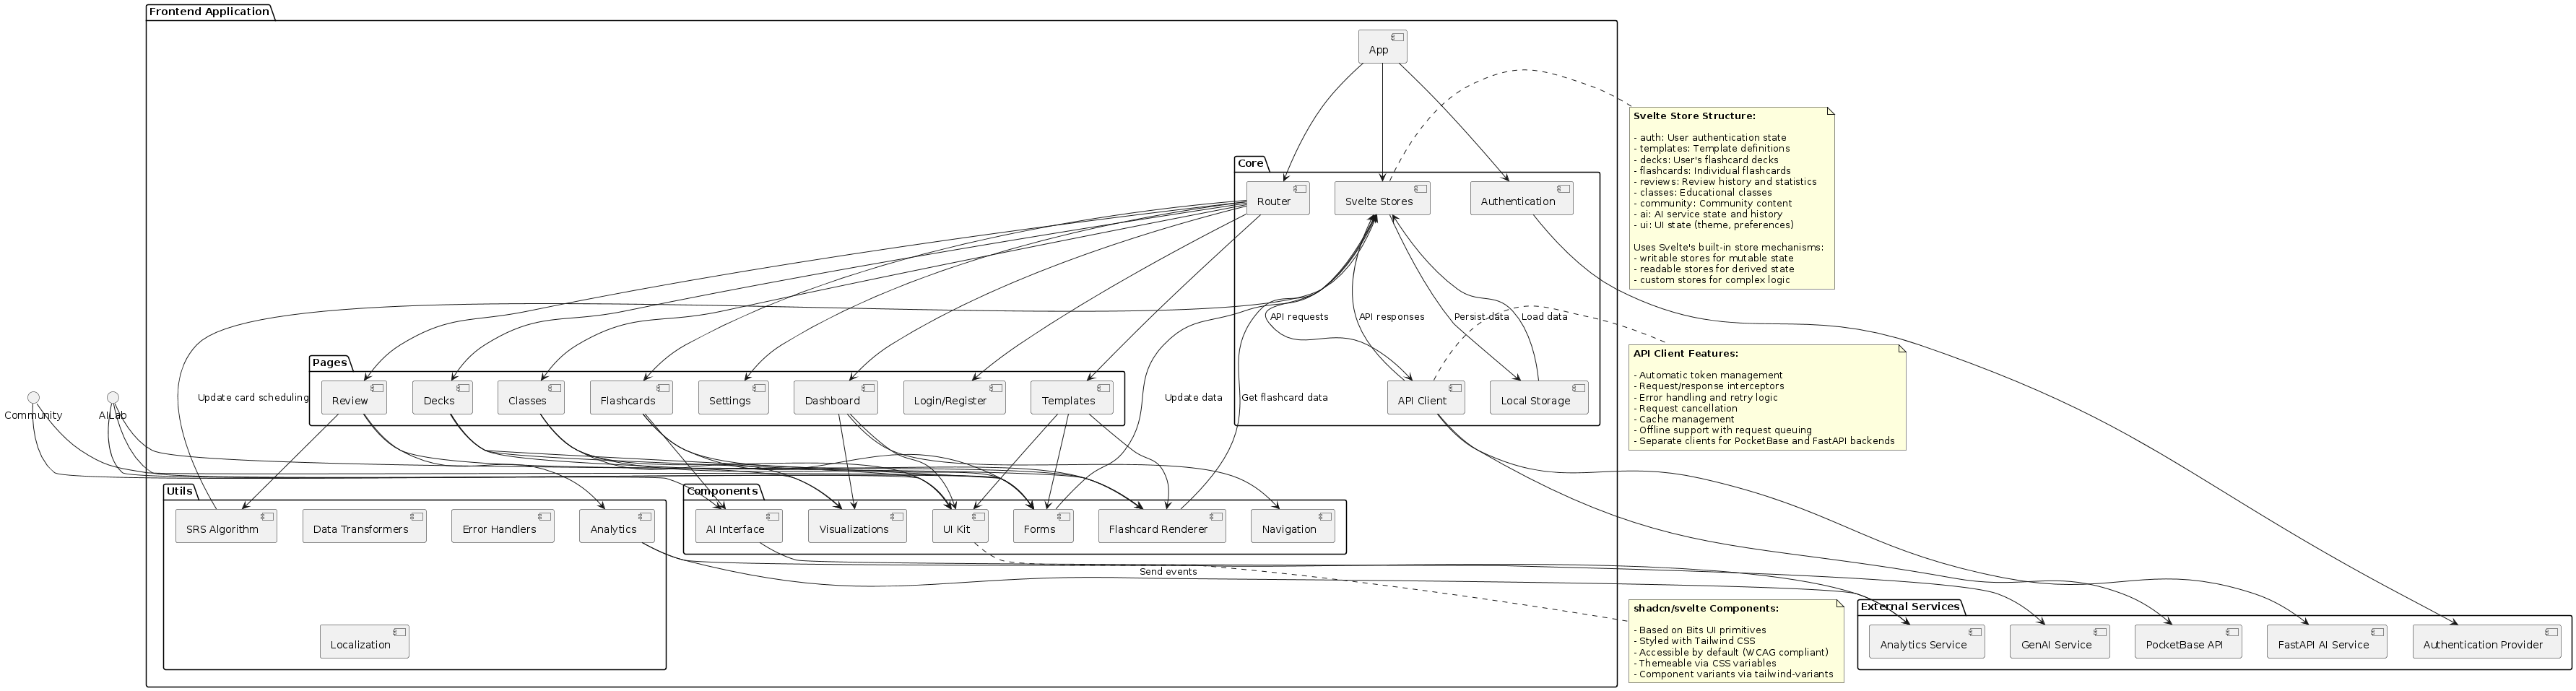 Frontend Application
App
Svelte Store Structure:
- auth: User authentication state
- templates: Template definitions
- decks: User's flashcard decks
- flashcards: Individual flashcards
- reviews: Review history and statistics
- classes: Educational classes
- community: Community content
- ai: AI service state and history
- ui: UI state (theme, preferences)
Uses Svelte's built-in store mechanisms:
- writable stores for mutable state
- readable stores for derived state
- custom stores for complex logic
Core
Router
Svelte Stores
Authentication
API requests
API responses
Persist data
Load data
API Client Features:
- Automatic token management
- Request/response interceptors
- Error handling and retry logic
- Request cancellation
- Cache management
- Offline support with request queuing
- Separate clients for PocketBase and FastAPI backends
Pages
Review
Decks
Classes
Flashcards
Settings
Dashboard
Login/Register
Templates
API Client
Local Storage
Update card scheduling
Update data
Get flashcard data
Community
AILab
Utils
SRS Algorithm
Data Transformers
Error Handlers
Analytics
Localization
Components
AI Interface
Visualizations
UI Kit
Forms
Flashcard Renderer
Navigation
Send events
shadcn/svelte Components:
- Based on Bits UI primitives
- Styled with Tailwind CSS
- Accessible by default (WCAG compliant)
- Themeable via CSS variables
- Component variants via tailwind-variants
External Services
Analytics Service
GenAI Service
PocketBase API
FastAPI AI Service
Authentication Provider